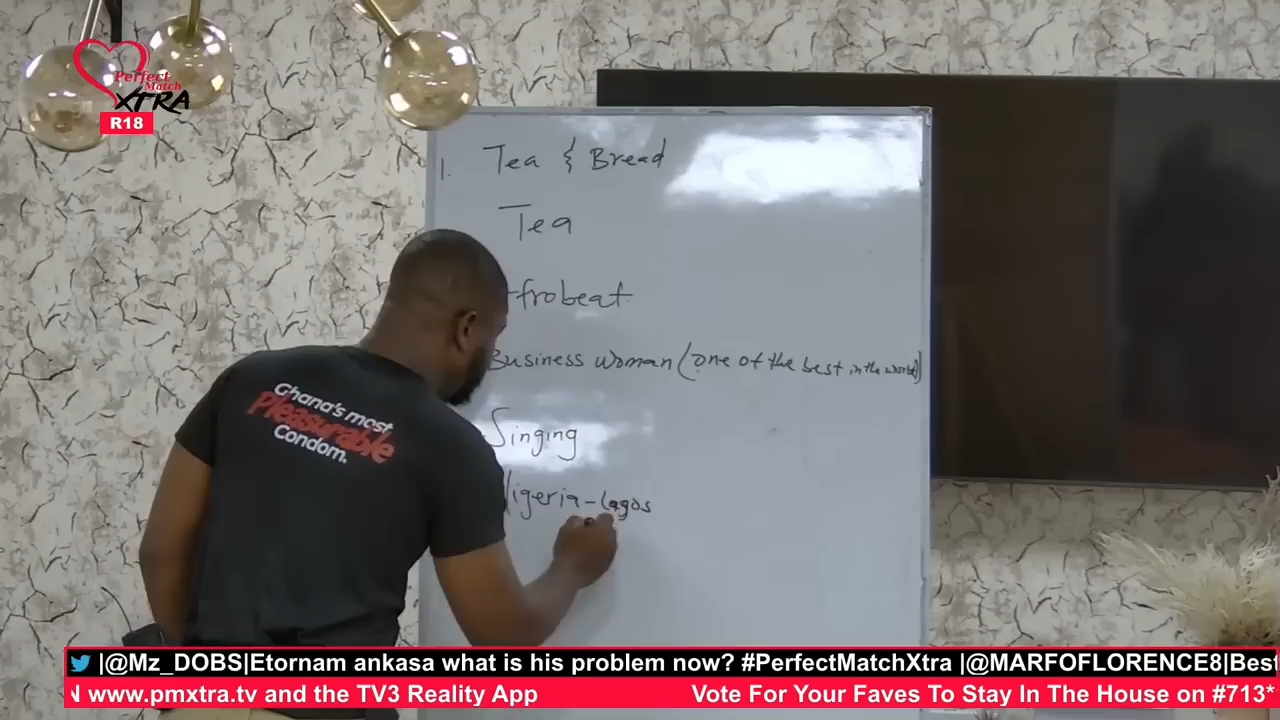 Perfect
Match
XTRA
R18
1. Tea & Bread
Tea
frobeat
Business Woman (one of the best in the world)
Singing
Nigeria - Lagos
Ghana's most
Pleasurable
Condom.
|@Mz_DOBS|Etornam ankasa what is his problem now? #PerfectMatchXtra |@MARFOFLORENCE8|Best
www.pmxtra.tv and the TV3 Reality App Vote For Your Faves To Stay In The House on #713*